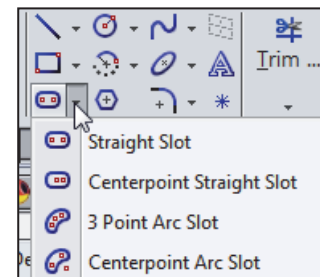 Trim ...
Straight Slot
Centerpoint Straight Slot
3 Point Arc Slot
Centerpoint Arc Slot